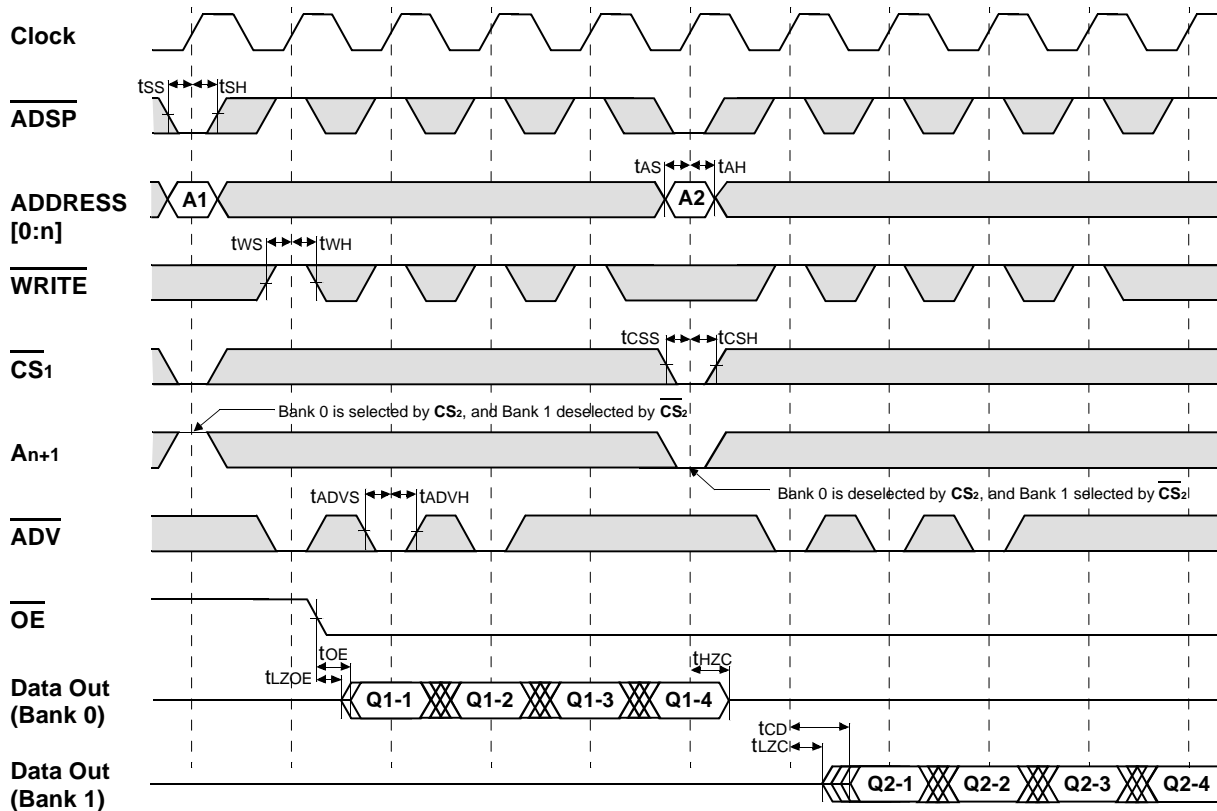 Clock
tSS
tSH
ADSP
tAS
tAH
ADDRESS
[0:n]
A1
A2
tWS
tWH
WRITE
tCSS
tCSH
CS1
Bank 0 is selected by CS2, and Bank 1 deselected by CS2
An+1
Bank 0 is deselected by CS2, and Bank 1 selected by CS2
tADVS
tADVH
ADV
OE
tOE
tHZC
tLZOE
Data Out
(Bank 0)
Q1-1
Q1-2
Q1-3
Q1-4
tCD
tLZC
Data Out
(Bank 1)
Q2-1
Q2-2
Q2-3
Q2-4